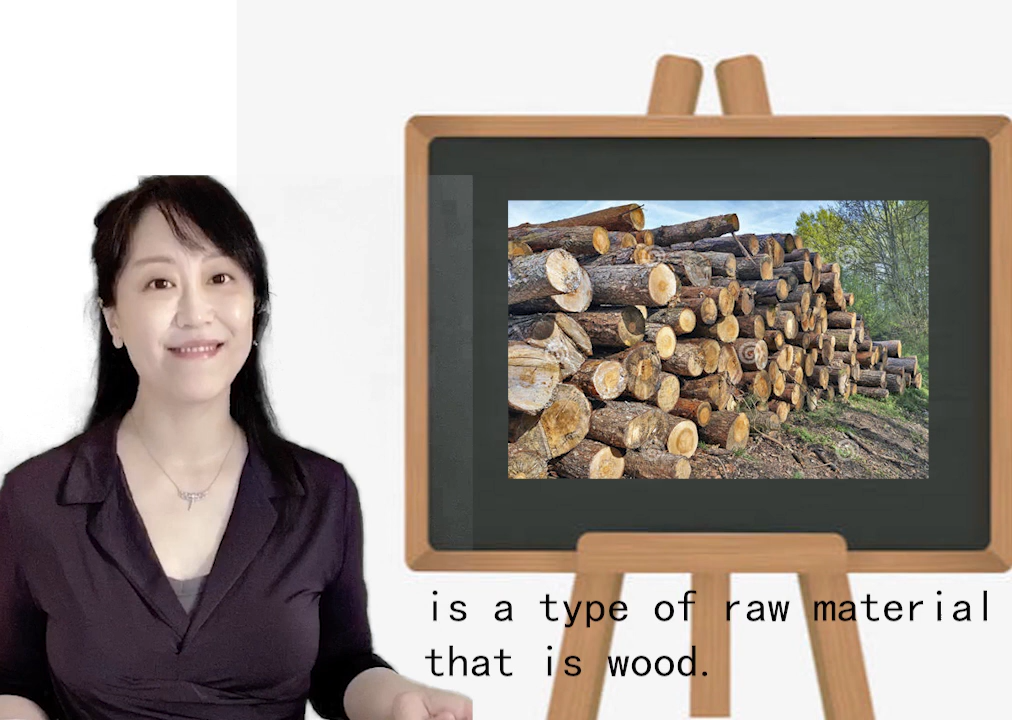 is a type of raw material
that is wood.